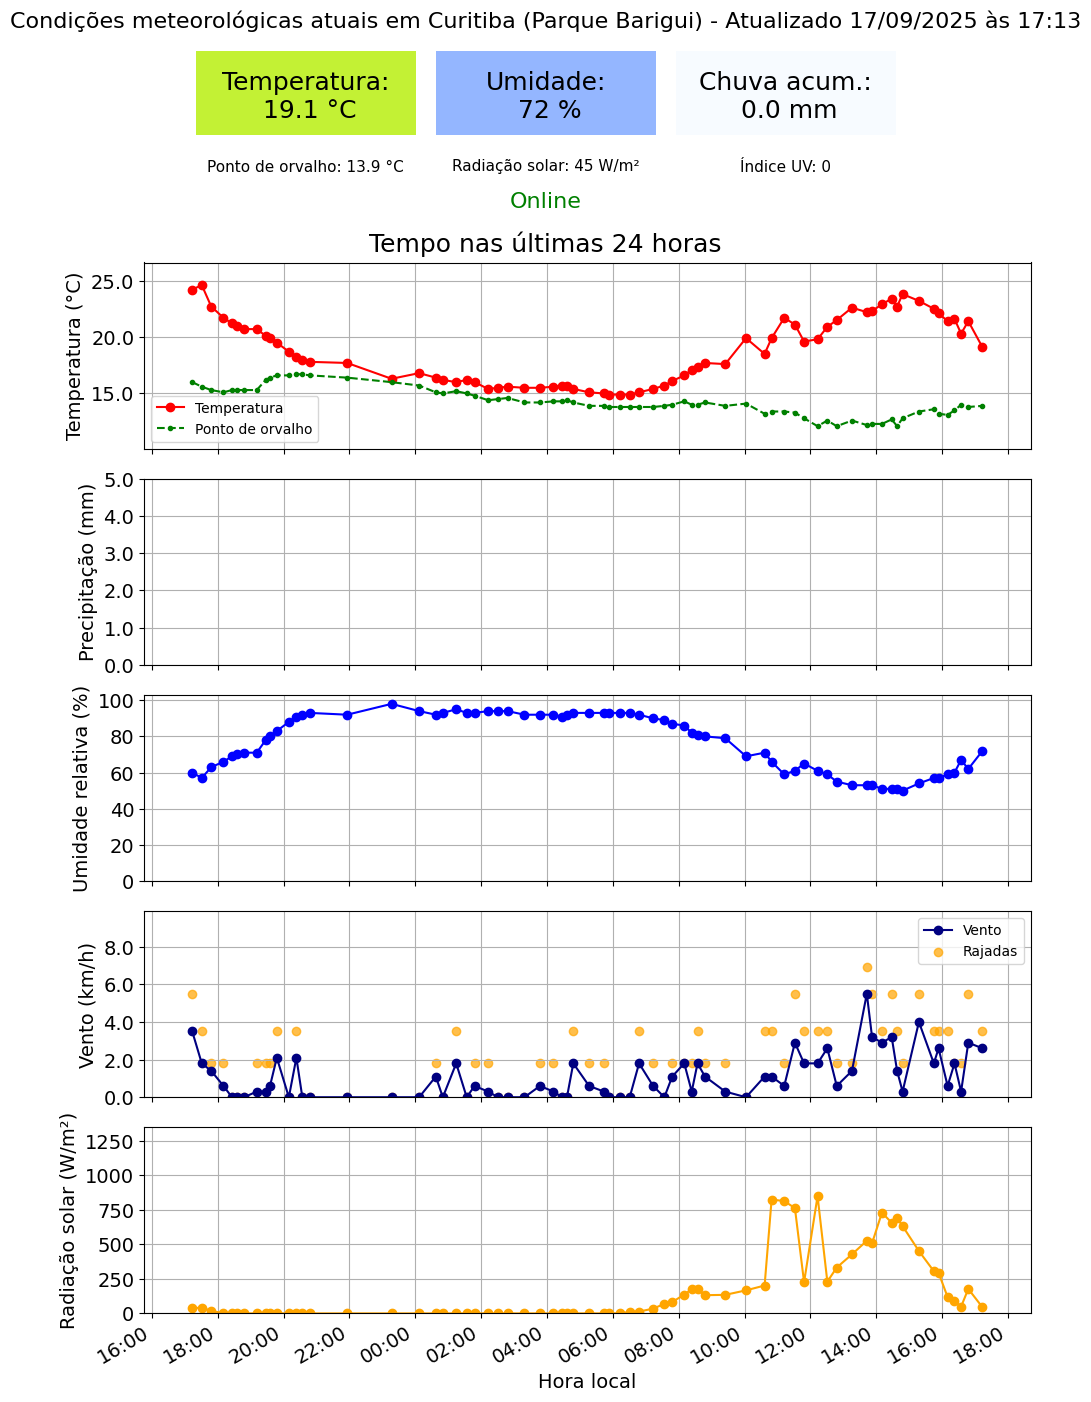 Condições meteorológicas atuais em Curitiba (Parque Barigui) - Atualizado 17/09/2025 às 17:13
Temperatura:
19.1 °C
Umidade:
72 %
Chuva acum.:
0.0 mm
Ponto de orvalho: 13.9 °C
Radiação solar: 45 W/m²
Índice UV: 0
Online
Tempo nas últimas 24 horas
Temperatura (°C)
25.0
20.0
15.0
Temperatura
Ponto de orvalho
Precipitação (mm)
5.0
4.0
3.0
2.0
1.0
0.0
Umidade relativa (%)
100
80
60
40
20
0
Vento (km/h)
8.0
6.0
4.0
2.0
0.0
Vento
Rajadas
Radiação solar (W/m²)
1250
1000
750
500
250
0
16:00
18:00
20:00
22:00
00:00
02:00
04:00
06:00
08:00
10:00
12:00
14:00
16:00
18:00
Hora local